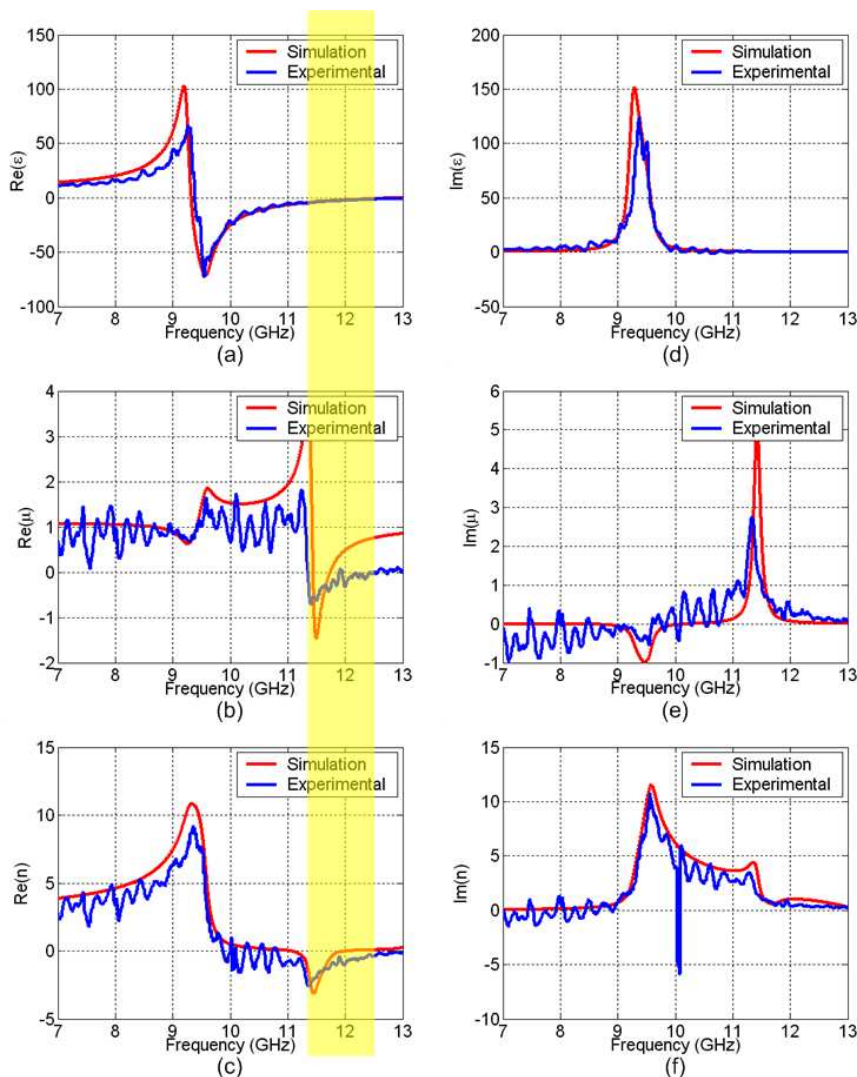 150
100
50
0
-50
-100
Re(ε)
Simulation
Experimental
7 8 9 10 11 12 13
Frequency (GHz)
(a)
200
150
100
50
0
-50
Im(ε)
Simulation
Experimental
7 8 9 10 11 12 13
Frequency (GHz)
(d)
4
3
2
1
0
-1
-2
Re(μ)
Simulation
Experimental
7 8 9 10 11 12 13
Frequency (GHz)
(b)
6
5
4
3
2
1
0
-1
Im(μ)
Simulation
Experimental
7 8 9 10 11 12 13
Frequency (GHz)
(e)
15
10
5
0
-5
Re(n)
Simulation
Experimental
7 8 9 10 11 12 13
Frequency (GHz)
(c)
15
10
5
0
-5
-10
Im(n)
Simulation
Experimental
7 8 9 10 11 12 13
Frequency (GHz)
(f)